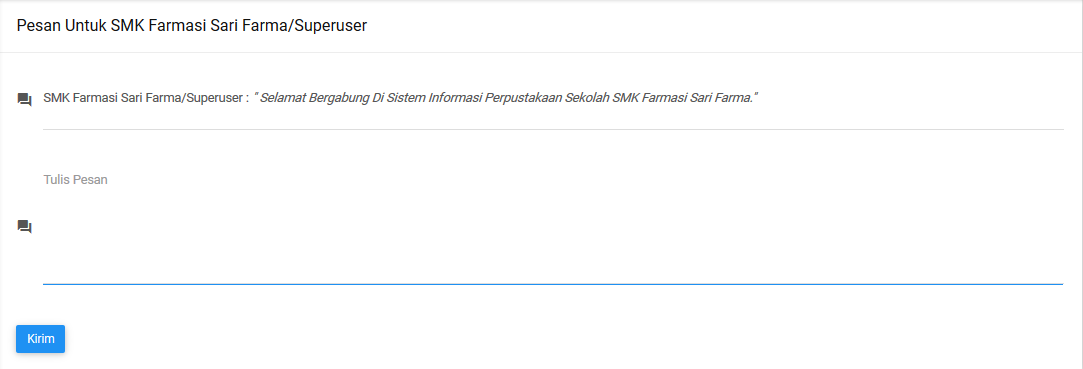 Pesan Untuk SMK Farmasi Sari Farma/Superuser
SMK Farmasi Sari Farma/Superuser : " Selamat Bergabung Di Sistem Informasi Perpustakaan Sekolah SMK Farmasi Sari Farma."
Tulis Pesan
Kirim